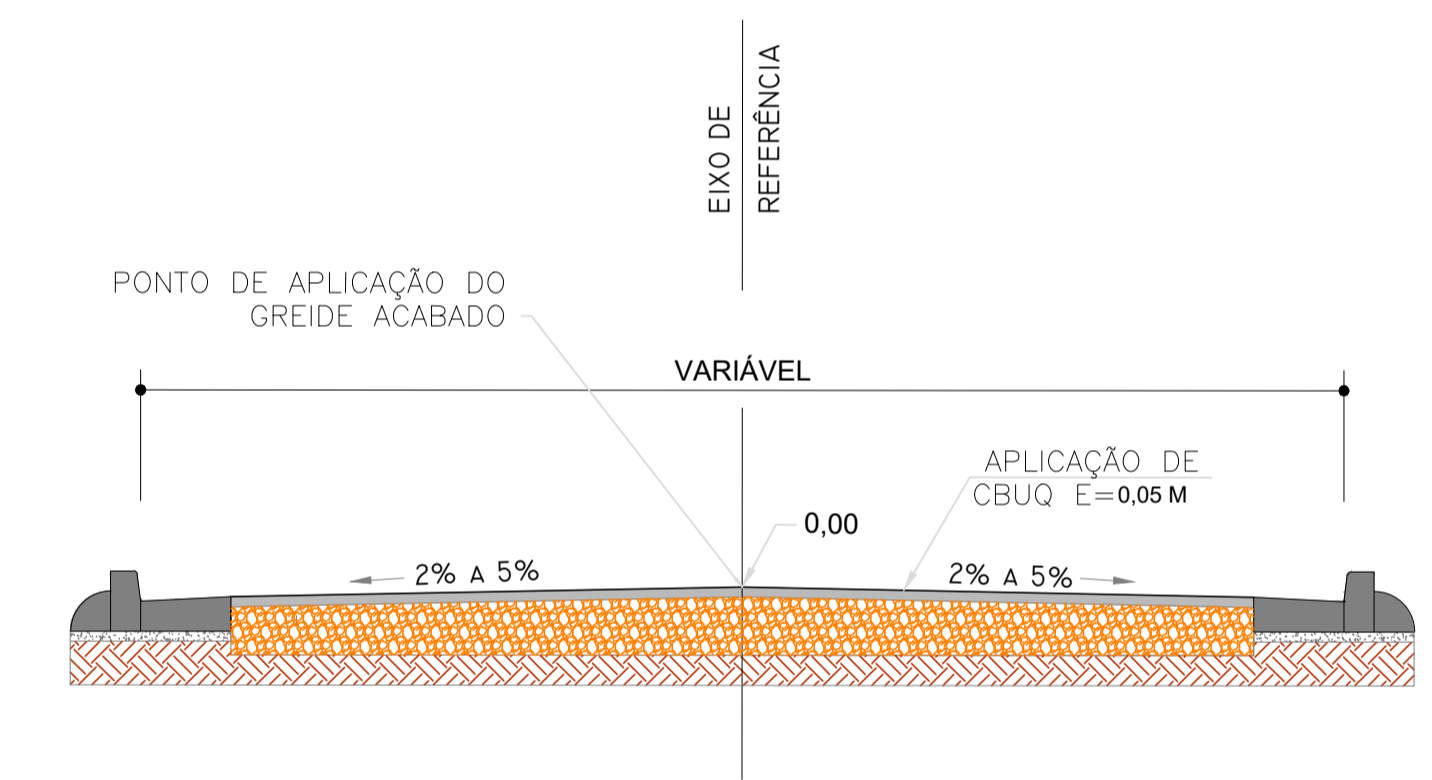 EIXO DE
REFERÊNCIA
PONTO DE APLICAÇÃO DO
GREIDE ACABADO
VARIÁVEL
APLICAÇÃO DE
CBUQ E=0,05 M
0,00
2% A 5%
2% A 5%